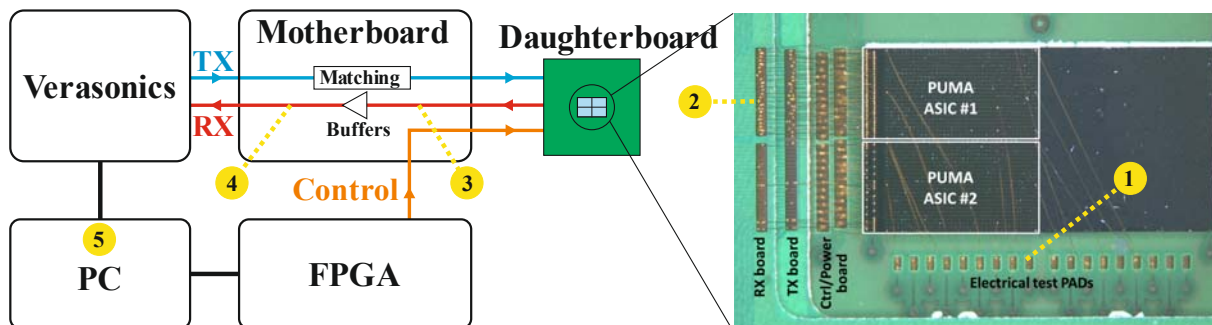 Verasonics
TX
RX
Motherboard
Matching
Buffers
Daughterboard
4
3
Control
5
PC
FPGA
2
PUMA
ASIC #1
PUMA
ASIC #2
1
RX board
TX board
Ctrl/Power
board
Electrical test PADs